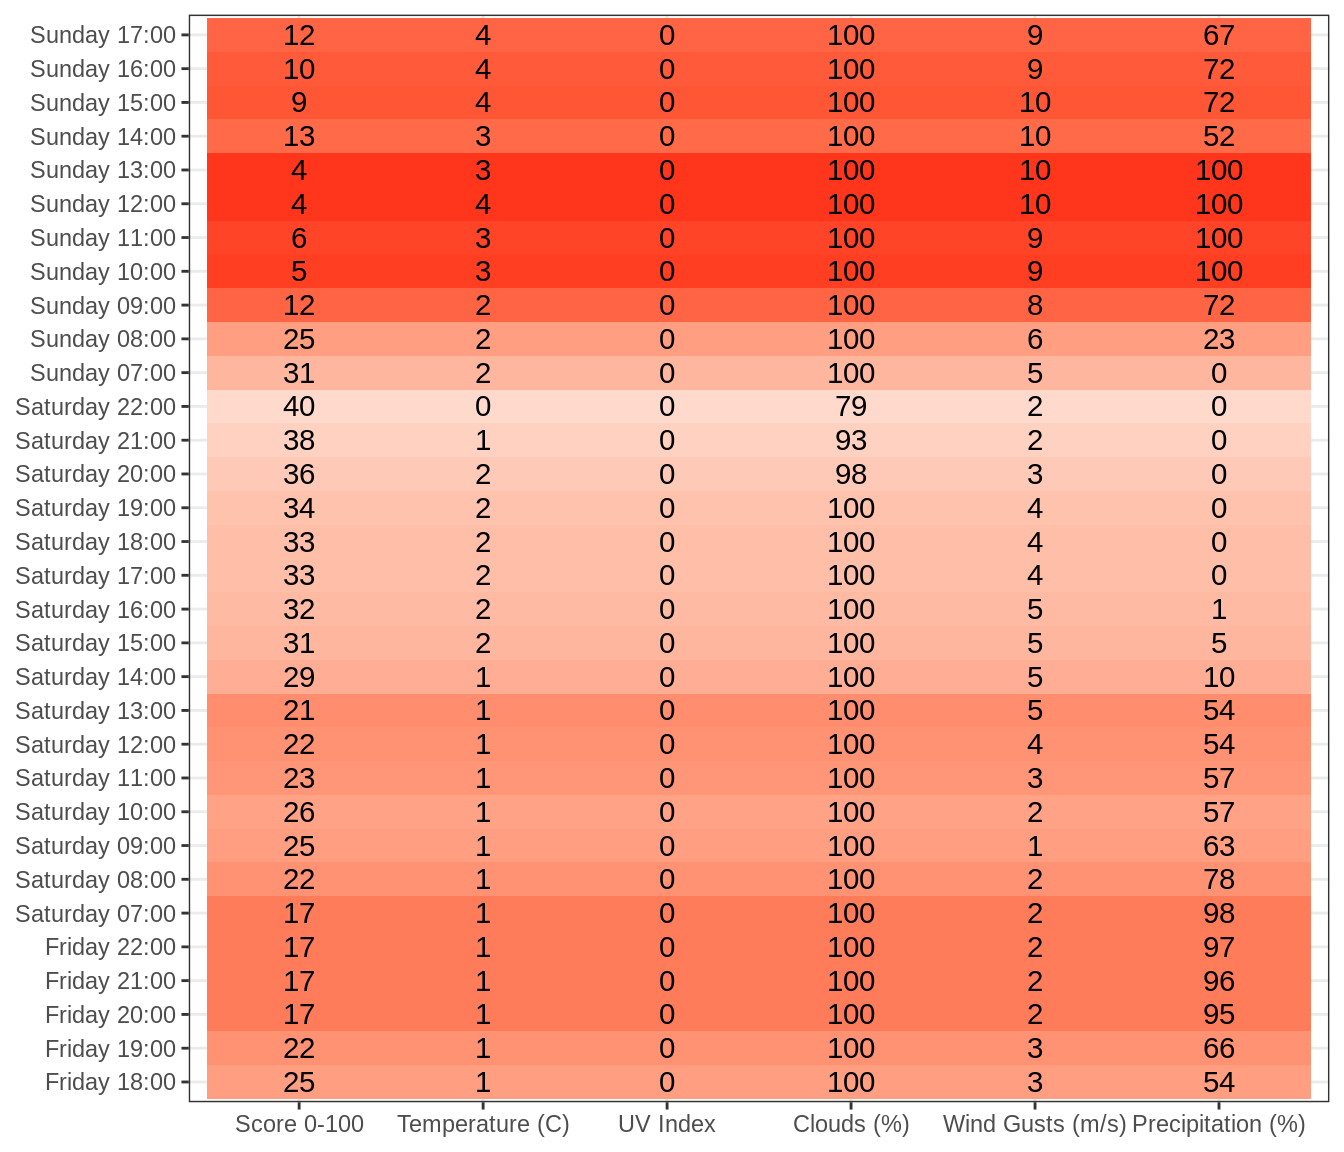 Sunday 17:00 12 4 0 100 9 67
Sunday 16:00 10 4 0 100 9 72
Sunday 15:00 9 4 0 100 10 72
Sunday 14:00 13 3 0 100 10 52
Sunday 13:00 4 3 0 100 10 100
Sunday 12:00 4 4 0 100 10 100
Sunday 11:00 6 3 0 100 9 100
Sunday 10:00 5 3 0 100 9 100
Sunday 09:00 12 2 0 100 8 72
Sunday 08:00 25 2 0 100 6 23
Sunday 07:00 31 2 0 100 5 0
Saturday 22:00 40 0 0 79 2 0
Saturday 21:00 38 1 0 93 2 0
Saturday 20:00 36 2 0 98 3 0
Saturday 19:00 34 2 0 100 4 0
Saturday 18:00 33 2 0 100 4 0
Saturday 17:00 33 2 0 100 4 0
Saturday 16:00 32 2 0 100 5 1
Saturday 15:00 31 2 0 100 5 5
Saturday 14:00 29 1 0 100 5 10
Saturday 13:00 21 1 0 100 5 54
Saturday 12:00 22 1 0 100 4 54
Saturday 11:00 23 1 0 100 3 57
Saturday 10:00 26 1 0 100 2 57
Saturday 09:00 25 1 0 100 1 63
Saturday 08:00 22 1 0 100 2 78
Saturday 07:00 17 1 0 100 2 98
Friday 22:00 17 1 0 100 2 97
Friday 21:00 17 1 0 100 2 96
Friday 20:00 17 1 0 100 2 95
Friday 19:00 22 1 0 100 3 66
Friday 18:00 25 1 0 100 3 54
Score 0-100 Temperature (C) UV Index Clouds (%) Wind Gusts (m/s) Precipitation (%)